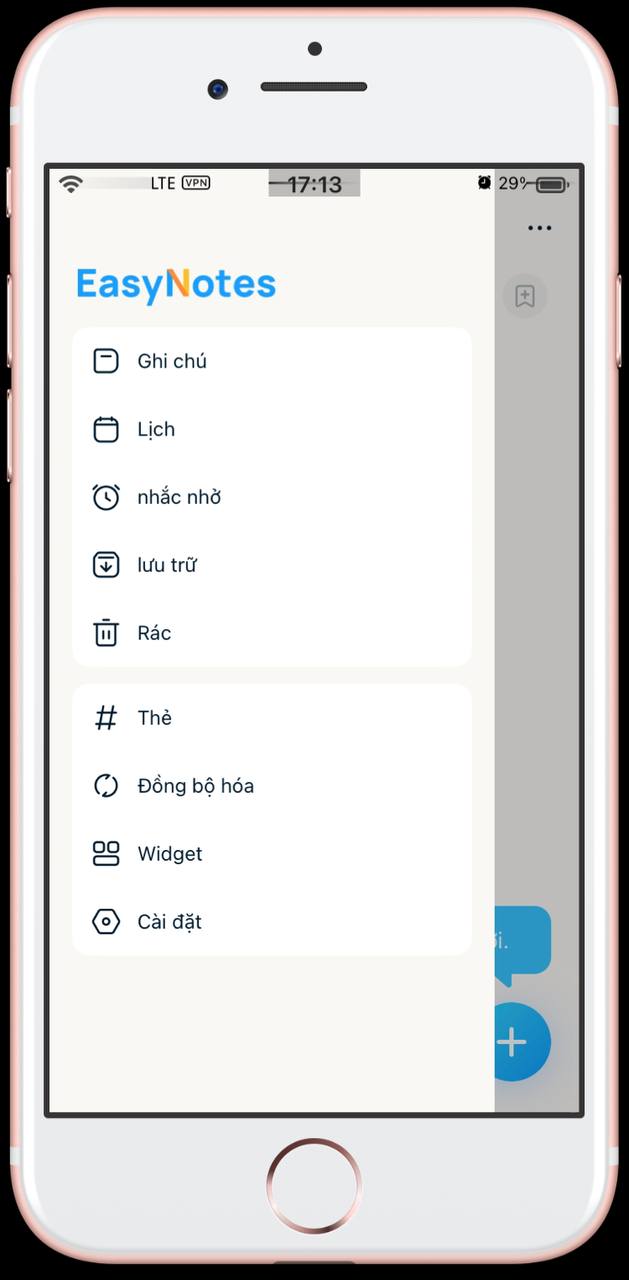 LTE VPN 17:13 29%
EasyNotes
Ghi chú
Lịch
nhắc nhở
lưu trữ
Rác
Thẻ
Đồng bộ hóa
Widget
Cài đặt